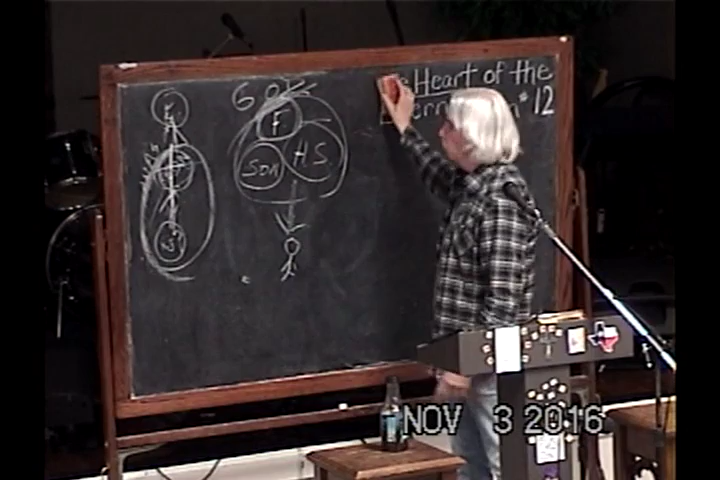 Heart of the
#12
GOD
F
SON H.S.
F
H.S.
NOV 3 2016